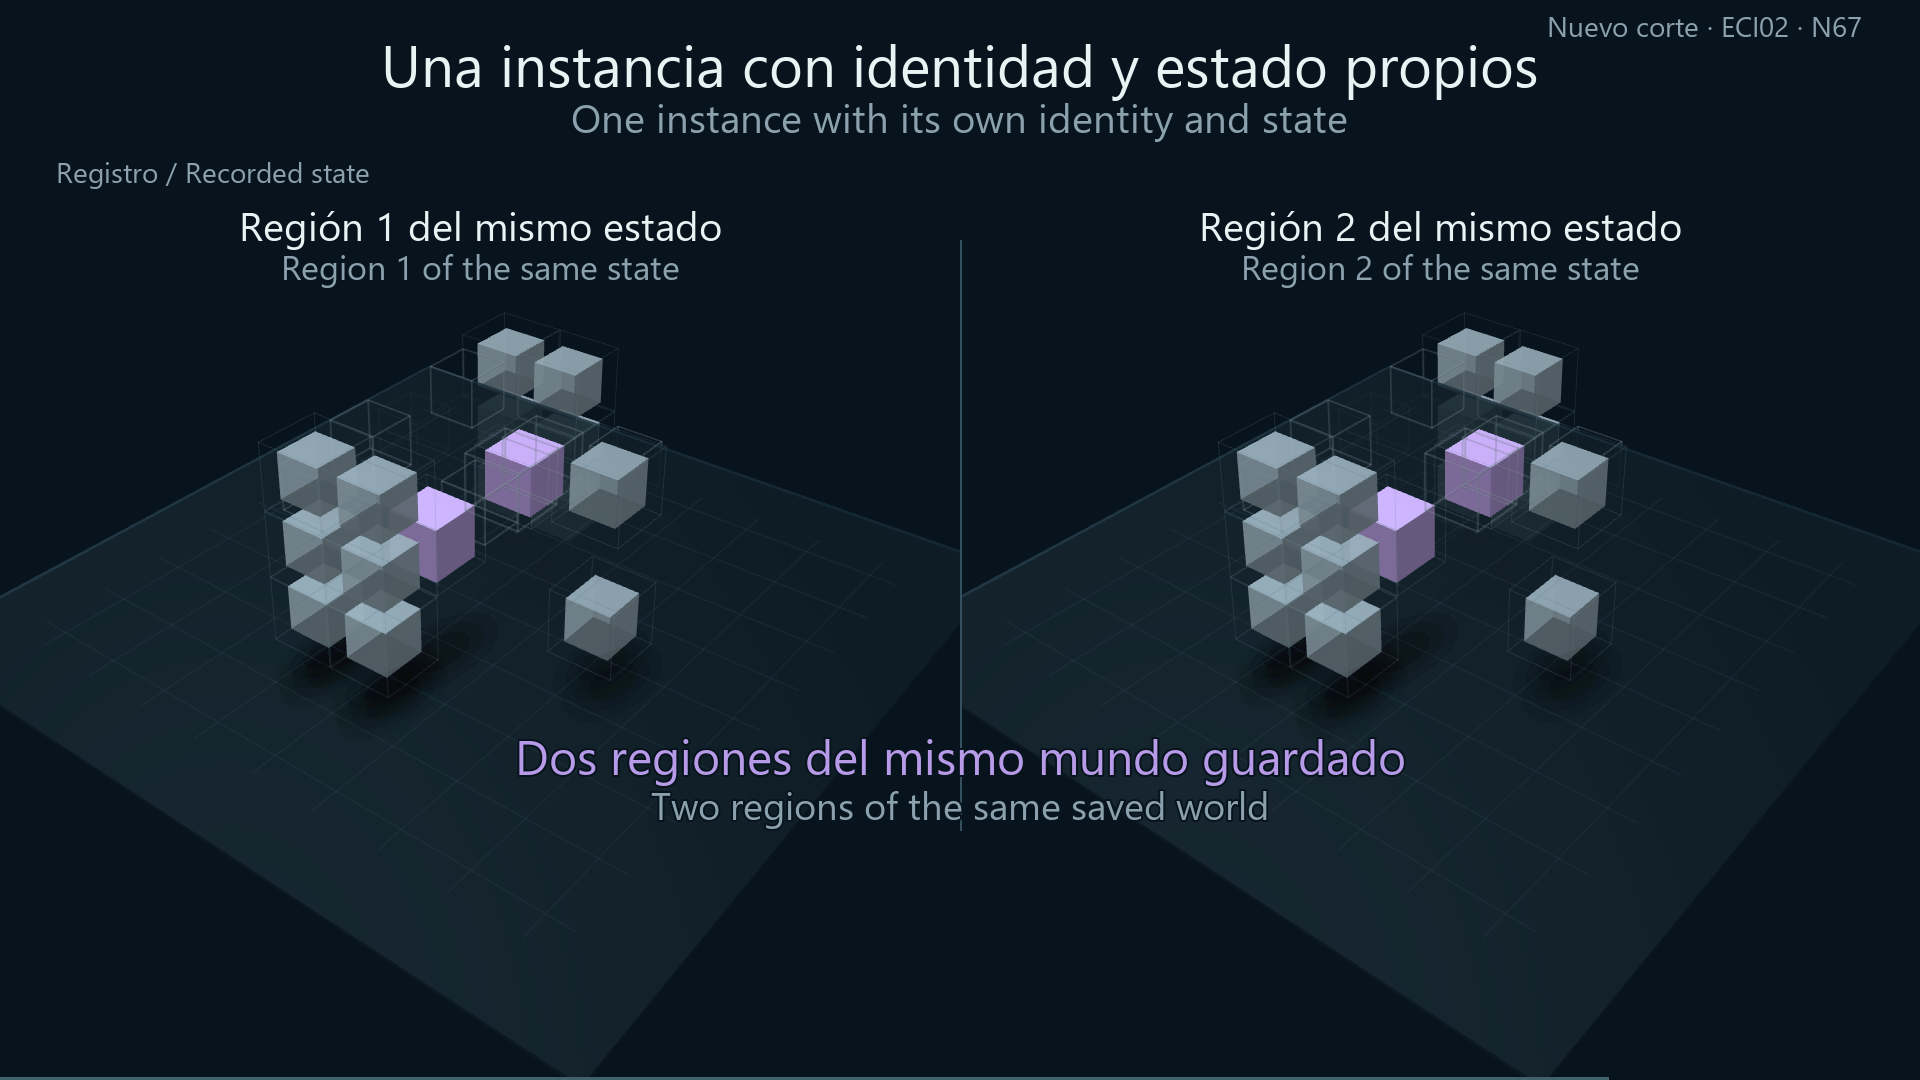 Nuevo corte · ECI02 · N67
Una instancia con identidad y estado propios
One instance with its own identity and state
Registro / Recorded state
Región 1 del mismo estado
Region 1 of the same state
Región 2 del mismo estado
Region 2 of the same state
Dos regiones del mismo mundo guardado
Two regions of the same saved world